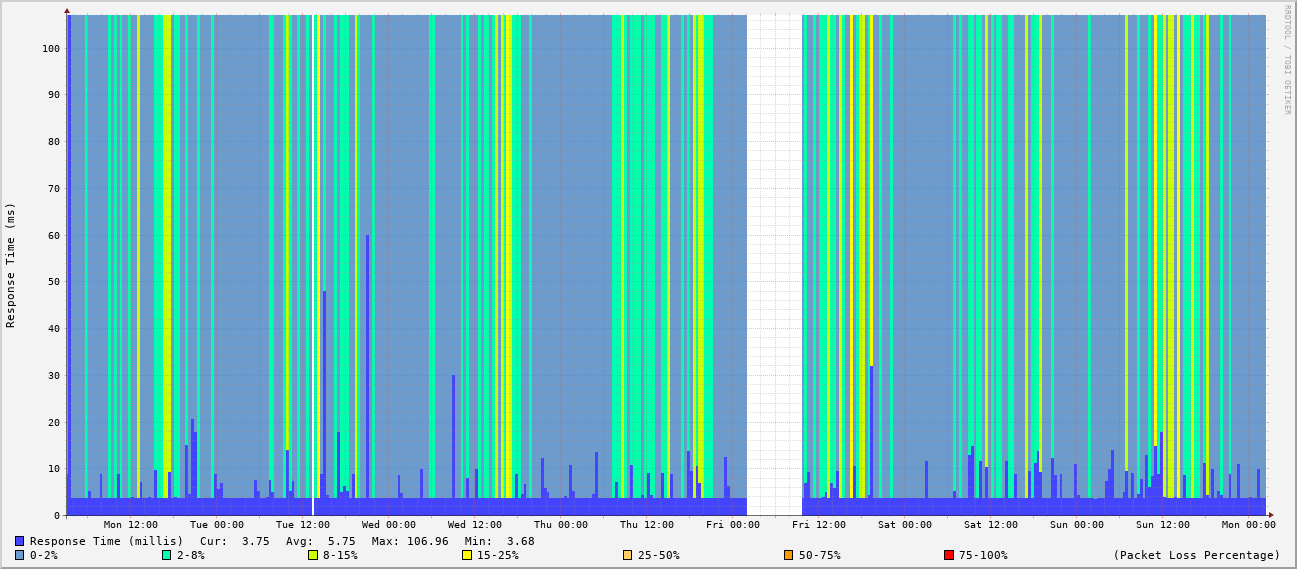 RRDTOOL / TOBI OETIKER
Response Time (ms)
100
90
80
70
60
50
40
30
20
10
0
Mon 12:00 Tue 00:00 Tue 12:00 Wed 00:00 Wed 12:00 Thu 00:00 Thu 12:00 Fri 00:00 Fri 12:00 Sat 00:00 Sat 12:00 Sun 00:00 Sun 12:00 Mon 00:00
Response Time (millis) Cur: 3.75 Avg: 5.75 Max: 106.96 Min: 3.68
0-2% 2-8% 8-15% 15-25% 25-50% 50-75% 75-100% (Packet Loss Percentage)